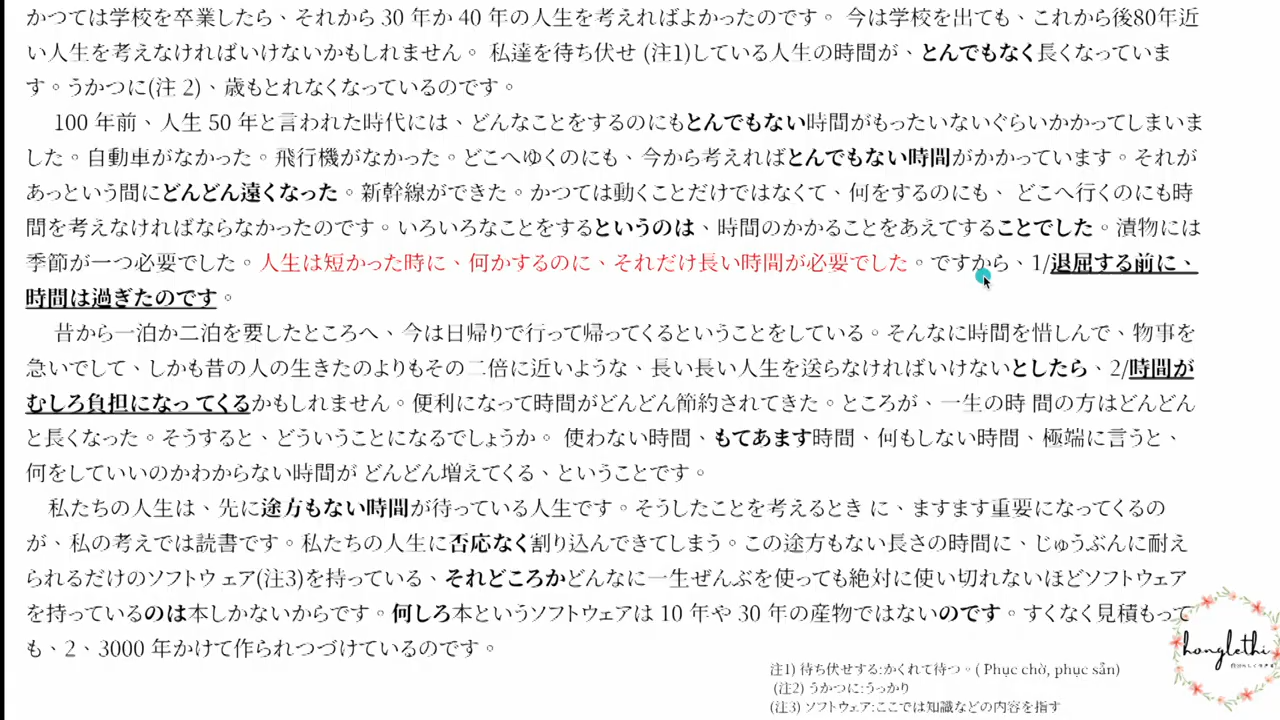 かつては学校を卒業したら、それから 30 年か 40 年の人生を考えればよかったのです。 今は学校を出ても、これから後80年近
い人生を考えなければいけないかもしれません。 私達を待ち伏せ (注1)している人生の時間が、とんでもなく長くなっていま
す。うかつに(注 2)、歳もとれなくなっているのです。
100 年前、人生 50 年と言われた時代には、どんなことをするのにもとんでもない時間がもったいないぐらいかかってしまいま
した。自動車がなかった。飛行機がなかった。どこへゆくのにも、今から考えればとんでもない時間がかかっています。それが
あっという間にどんどん遠くなった。新幹線ができた。かつては動くことだけではなくて、何をするのにも、 どこへ行くのにも時
間を考えなければならなかったのです。いろいろなことをするというのは、時間のかかることをあえてすることでした。漬物には
季節が一つ必要でした。人生は短かった時に、何かするのに、それだけ長い時間が必要でした。ですから、1/退屈する前に、
時間は過ぎたのです。
昔から一泊か二泊を要したところへ、今は日帰りで行って帰ってくるということをしている。そんなに時間を惜しんで、物事を
急いでして、しかも昔の人の生きたのよりもその二倍に近いような、長い長い人生を送らなければいけないとしたら、2/時間が
むしろ負担になっ てくるかもしれません。便利になって時間がどんどん節約されてきた。ところが、一生の時 間の方はどんどん
と長くなった。そうすると、どういうことになるでしょうか。 使わない時間、もてあます時間、何もしない時間、極端に言うと、
何をしていいのかわからない時間が どんどん増えてくる、ということです。
私たちの人生は、先に途方もない時間が待っている人生です。そうしたことを考えるとき に、ますます重要になってくるの
が、私の考えでは読書です。私たちの人生に否応なく割り込んできてしまう。この途方もない長さの時間に、じゅうぶんに耐え
られるだけのソフトウェア(注3)を持っている、それどころかどんなに一生ぜんぶを使っても絶対に使い切れないほどソフトウェア
を持っているのは本しかないからです。何しろ本というソフトウェアは 10 年や 30 年の産物ではないのです。すくなく見積もって
も、2、3000 年かけて作られつづけているのです。
注1) 待ち伏せする:かくれて待つ。( Phục chờ, phục sẵn)
(注2) うかつに:うっかり
(注3) ソフトウェア:ここでは知識などの内容を指す
honglethi